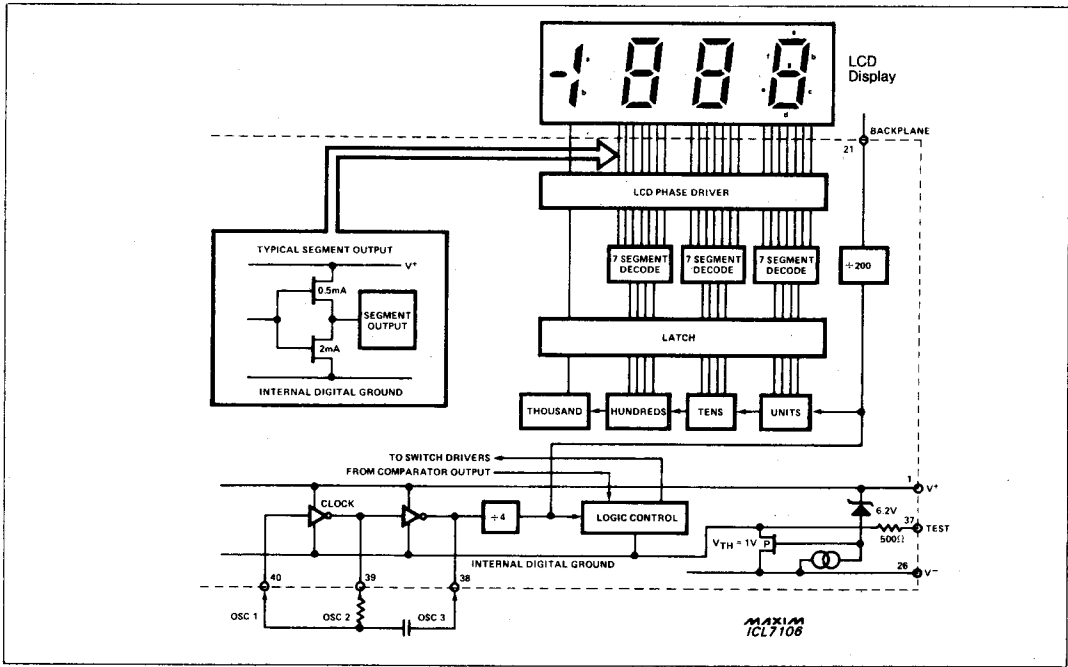 a
f b
g
e c
d
a
b
LCD
Display
BACKPLANE
21
LCD PHASE DRIVER
TYPICAL SEGMENT OUTPUT
V+
0.5mA
SEGMENT
OUTPUT
2mA
INTERNAL DIGITAL GROUND
7 SEGMENT
DECODE
7 SEGMENT
DECODE
7 SEGMENT
DECODE
÷200
LATCH
THOUSAND
HUNDREDS
TENS
UNITS
TO SWITCH DRIVERS
FROM COMPARATOR OUTPUT
1
V+
CLOCK
÷4
LOGIC CONTROL
6.2V
37
TEST
500Ω
VTH = 1V
P
INTERNAL DIGITAL GROUND
26
V−
40
39
38
OSC 1
OSC 2
OSC 3
MAXIM
ICL7106